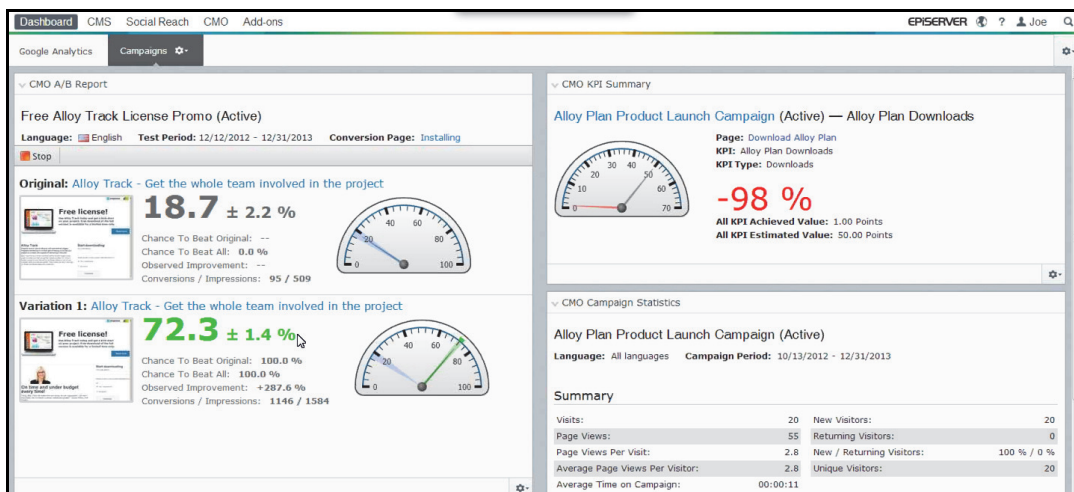 Dashboard CMS Social Reach CMO Add-ons EPiSERVER ? Joe
Google Analytics Campaigns
CMO A/B Report
Free Alloy Track License Promo (Active)
Language: English Test Period: 12/12/2012 - 12/31/2013 Conversion Page: Installing
Stop
Original: Alloy Track - Get the whole team involved in the project
Free license!
18.7 ± 2.2 %
Chance To Beat Original: --
Chance To Beat All: 0.0 %
Observed Improvement: --
Conversions / Impressions: 95 / 509
0 20 40 60 80 100
Variation 1: Alloy Track - Get the whole team involved in the project
Free license!
On time and under budget
every time!
72.3 ± 1.4 %
Chance To Beat Original: 100.0 %
Chance To Beat All: 100.0 %
Observed Improvement: +287.6 %
Conversions / Impressions: 1146 / 1584
0 20 40 60 80 100
CMO KPI Summary
Alloy Plan Product Launch Campaign (Active) — Alloy Plan Downloads
0 10 20 30 40 50 60 70
Page: Download Alloy Plan
KPI: Alloy Plan Downloads
KPI Type: Downloads
-98 %
All KPI Achieved Value: 1.00 Points
All KPI Estimated Value: 50.00 Points
CMO Campaign Statistics
Alloy Plan Product Launch Campaign (Active)
Language: All languages Campaign Period: 10/13/2012 - 12/31/2013
Summary
Visits: 20 New Visitors: 20
Page Views: 55 Returning Visitors: 0
Page Views Per Visit: 2.8 New / Returning Visitors: 100 % / 0 %
Average Page Views Per Visitor: 2.8 Unique Visitors: 20
Average Time on Campaign: 00:00:11